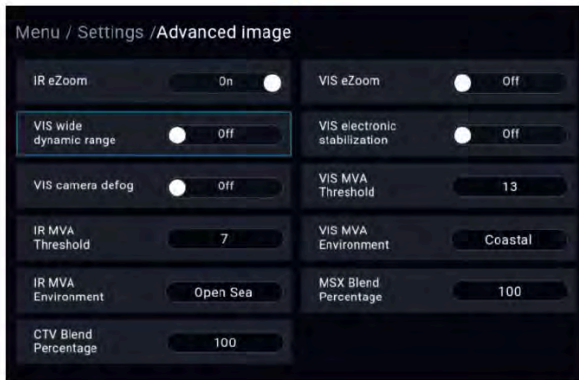 Menu / Settings /Advanced image
IR eZoom On
VIS eZoom Off
VIS wide
dynamic range Off
VIS electronic
stabilization Off
VIS camera defog Off
VIS MVA
Threshold 13
IR MVA
Threshold 7
VIS MVA
Environment Coastal
IR MVA
Environment Open Sea
MSX Blend
Percentage 100
CTV Blend
Percentage 100